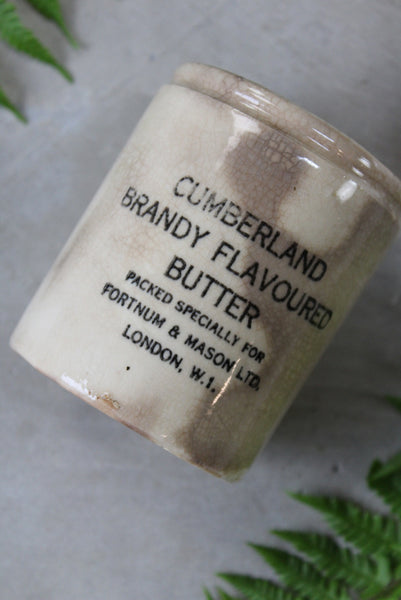 CUMBERLAND
BRANDY FLAVOURED
BUTTER
PACKED SPECIALLY FOR
FORTNUM & MASON LTD.
LONDON, W.1.